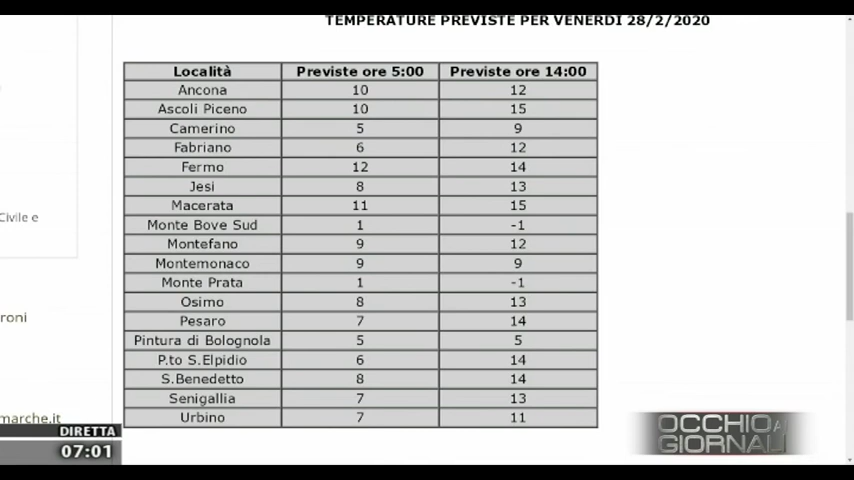 TEMPERATURE PREVISTE PER VENERDI 28/2/2020
Località Previste ore 5:00 Previste ore 14:00
Ancona 10 12
Ascoli Piceno 10 15
Camerino 5 9
Fabriano 6 12
Fermo 12 14
Jesi 8 13
Macerata 11 15
Monte Bove Sud 1 -1
Montefano 9 12
Montemonaco 9 9
Monte Prata 1 -1
Osimo 8 13
Pesaro 7 14
Pintura di Bolognola 5 5
P.to S.Elpidio 6 14
S.Benedetto 8 14
Senigallia 7 13
Urbino 7 11
Civile e
roni
marche.it
DIRETTA
07:01
OCCHIO AI
GIORNALI